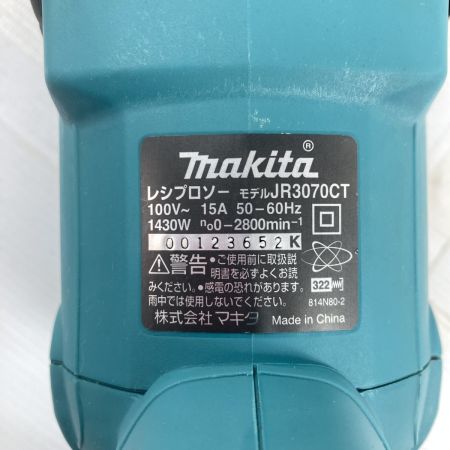 makita®
レシプロソー モデルJR3070CT
100V~ 15A 50-60Hz
1430W n₀0-2800min⁻¹
00123652K
⚠警告 •ご使用前に取扱説
明書を必ずよくお読
みください。•感電の恐れがあります。
雨中では使用しないでください。
322
814N80-2
株式会社マキタ Made in China